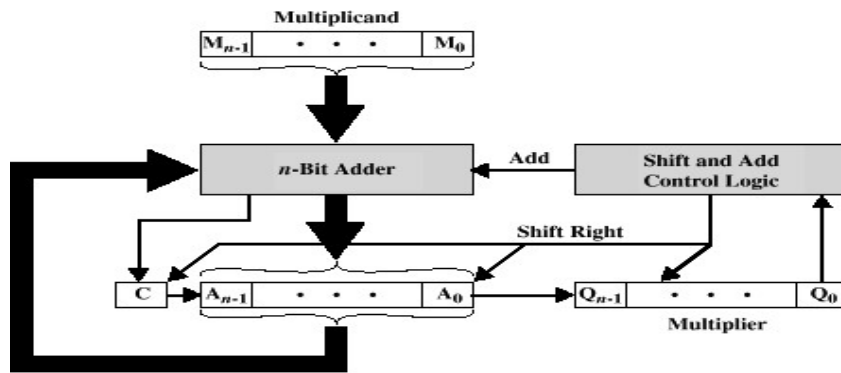 Multiplicand
Mn-1 • • • M0
n-Bit Adder
Add
Shift and Add
Control Logic
Shift Right
C
An-1 • • • A0
Qn-1 • • • Q0
Multiplier